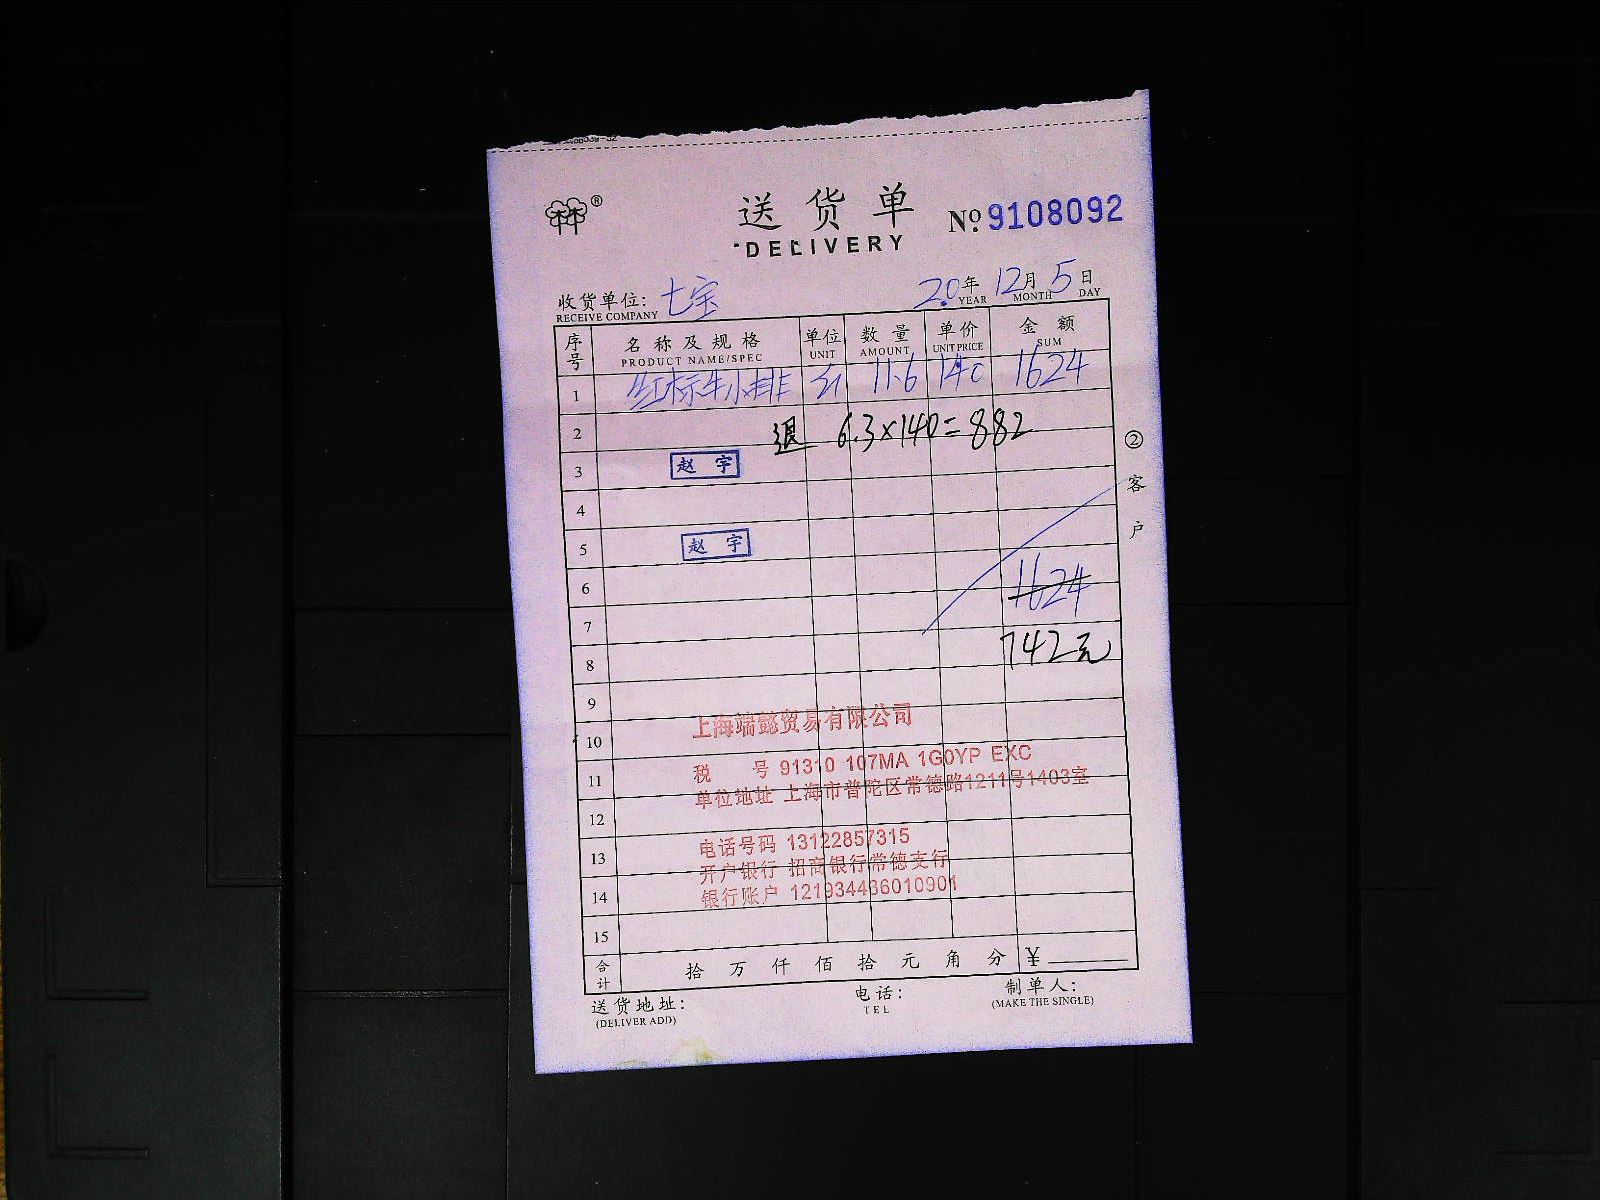 送货单 No. 9108092
DELIVERY
收货单位: 七宝 20年 12月 5日
RECEIVE COMPANY YEAR MONTH DAY
序号 名称及规格 单位 数量 单价 金额
PRODUCT NAME/SPEC UNIT AMOUNT UNIT PRICE SUM
1 红标牛小排 斤 11.6 140 1624
2 退 6.3×140=882
3 赵宇
4
5 赵宇
6 1624
7
8 742元
9
上海端懿贸易有限公司
10
11 税 号 91310 107MA 1G0YP EXC
单位地址 上海市普陀区常德路1211号1403室
12
13 电话号码 13122857315
开户银行 招商银行常德支行
14 银行账户 121934436010901
15
合计 拾 万 仟 佰 拾 元 角 分 ¥
送货地址: 电话: 制单人:
(DELIVER ADD) TEL (MAKE THE SINGLE)
②客户